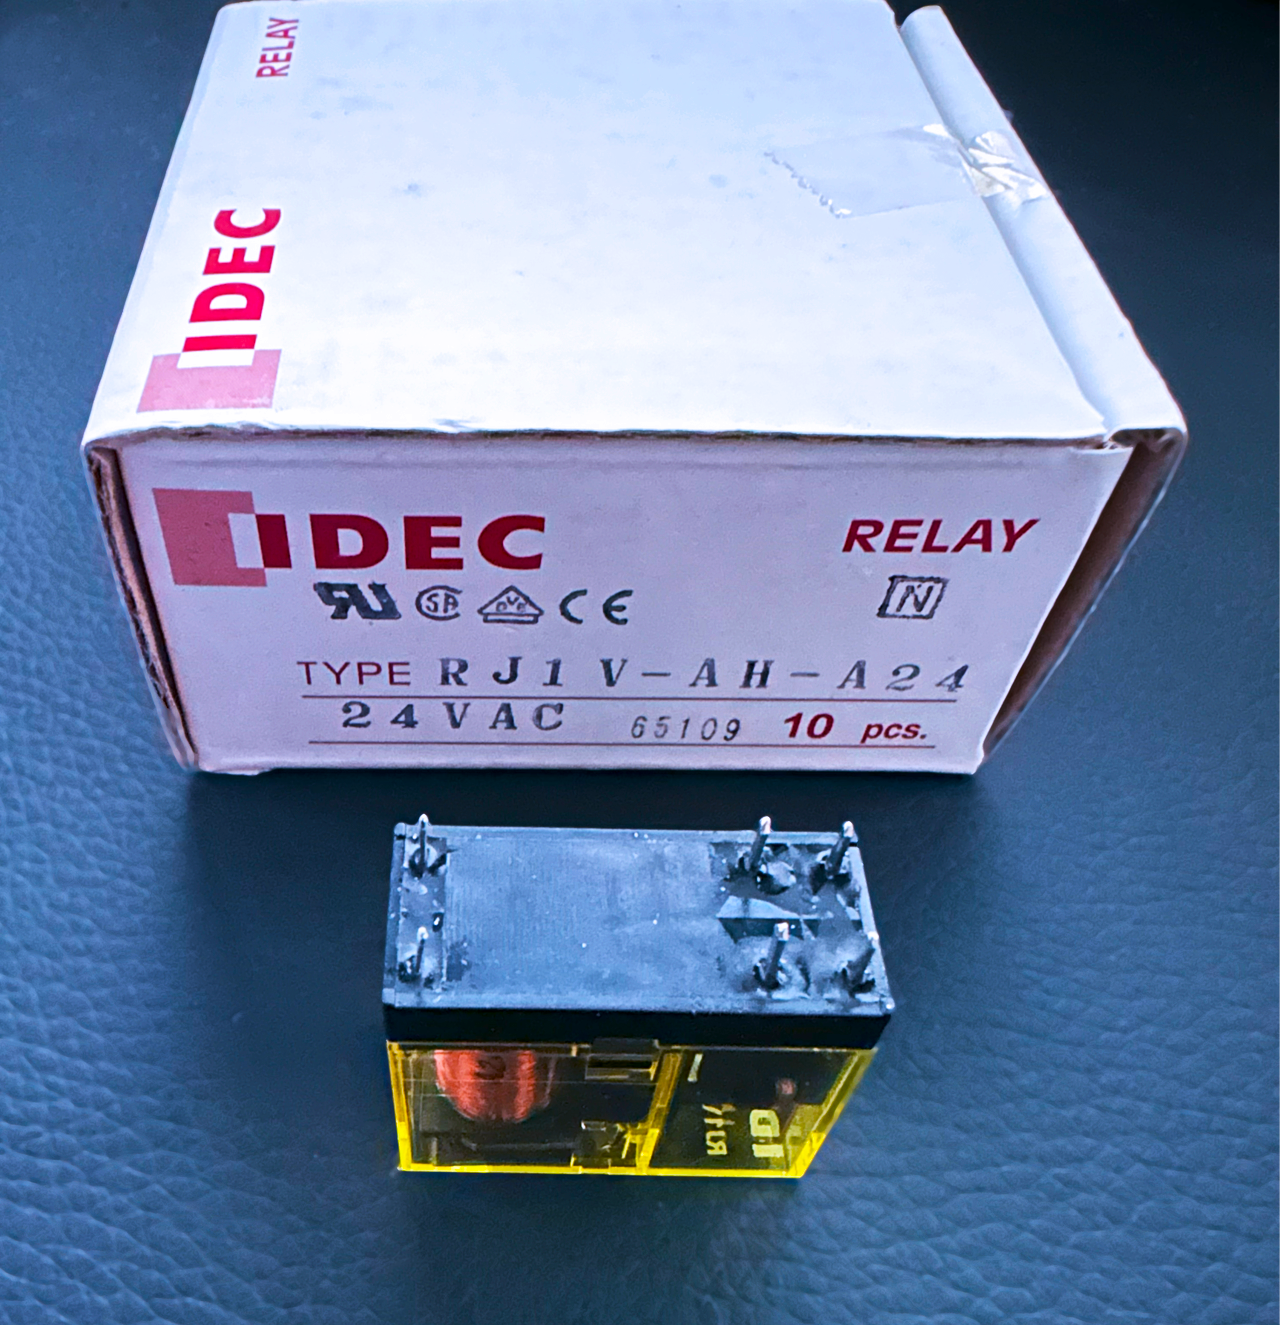 RELAY
IDEC
IDEC
RELAY
N
TYPE RJ1V-AH-A24
24VAC 65109 10 pcs.